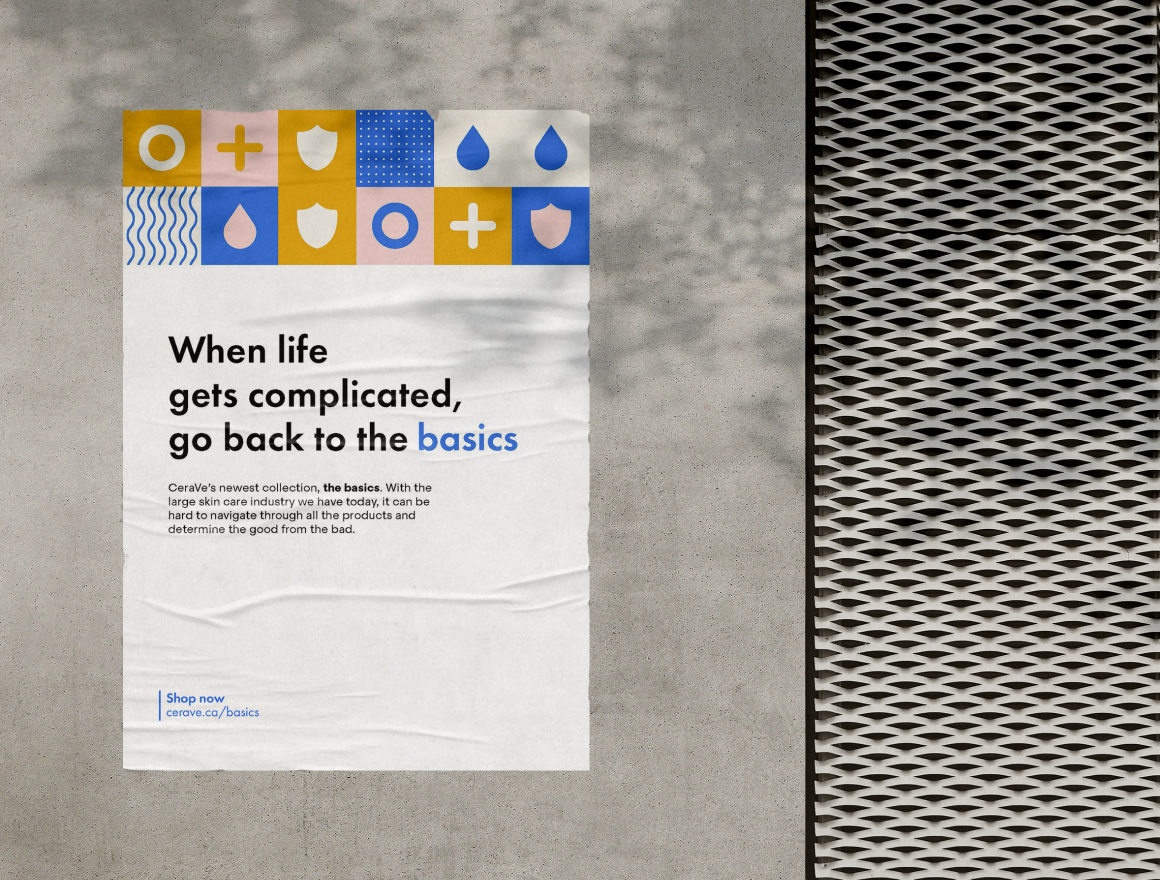 When life
gets complicated,
go back to the basics
CeraVe's newest collection, the basics. With the
large skin care industry we have today, it can be
hard to navigate through all the products and
determine the good from the bad.
Shop now
cerave.ca/basics